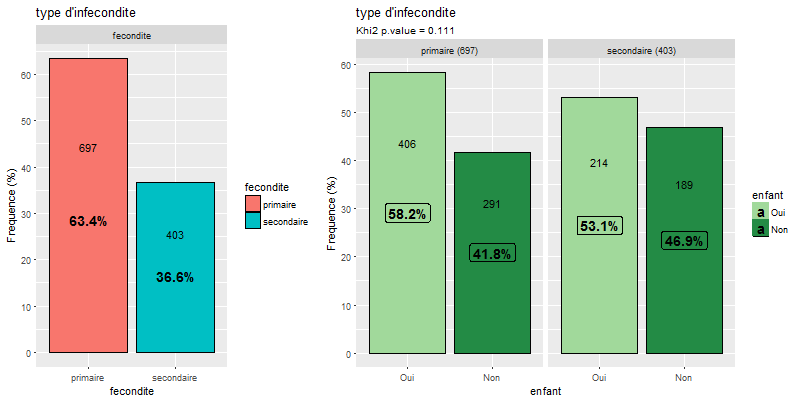 type d'infecondite
fecondite
697
63.4%
403
36.6%
0
10
20
30
40
50
60
Frequence (%)
primaire
secondaire
fecondite
fecondite
primaire
secondaire
type d'infecondite
Khi2 p.value = 0.111
primaire (697)
secondaire (403)
406
58.2%
291
41.8%
214
53.1%
189
46.9%
0
10
20
30
40
50
60
Frequence (%)
Oui
Non
Oui
Non
enfant
enfant
a Oui
a Non